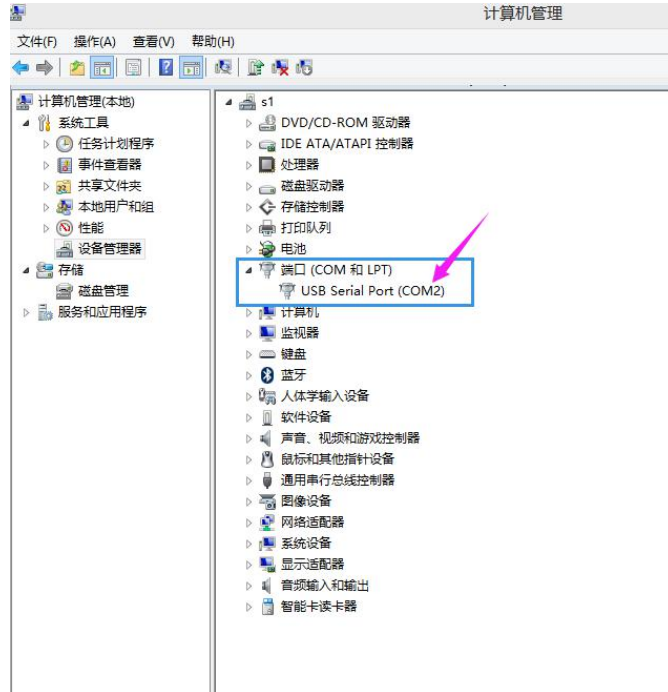 计算机管理
文件(F) 操作(A) 查看(V) 帮助(H)
计算机管理(本地)
系统工具
任务计划程序
事件查看器
共享文件夹
本地用户和组
性能
设备管理器
存储
磁盘管理
服务和应用程序
s1
DVD/CD-ROM 驱动器
IDE ATA/ATAPI 控制器
处理器
磁盘驱动器
存储控制器
打印队列
电池
端口 (COM 和 LPT)
USB Serial Port (COM2)
计算机
监视器
键盘
蓝牙
人体学输入设备
软件设备
声音、视频和游戏控制器
鼠标和其他指针设备
通用串行总线控制器
图像设备
网络适配器
系统设备
显示适配器
音频输入和输出
智能卡读卡器